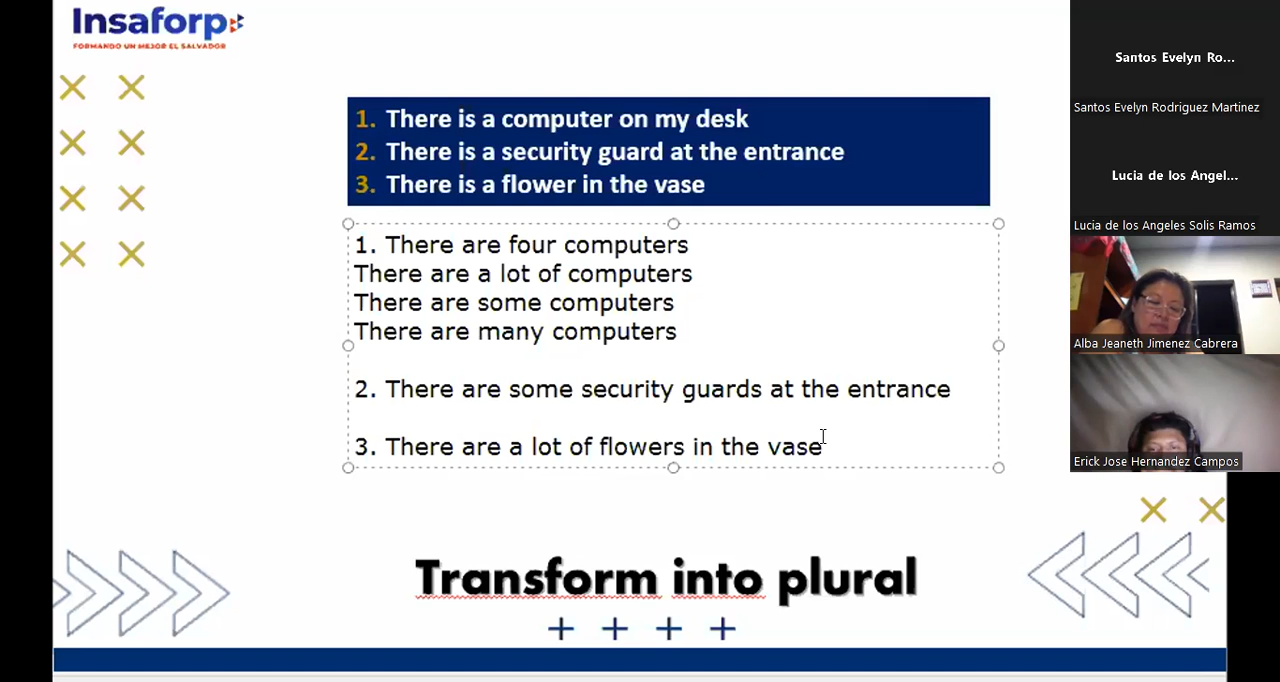 Insaforp
FORMANDO UN MEJOR EL SALVADOR
1. There is a computer on my desk
2. There is a security guard at the entrance
3. There is a flower in the vase
1. There are four computers
There are a lot of computers
There are some computers
There are many computers
2. There are some security guards at the entrance
3. There are a lot of flowers in the vase
Transform into plural
Santos Evelyn Ro...
Santos Evelyn Rodriguez Martinez
Lucia de los Angel...
Lucia de los Angeles Solis Ramos
Alba Jeaneth Jimenez Cabrera
Erick Jose Hernandez Campos